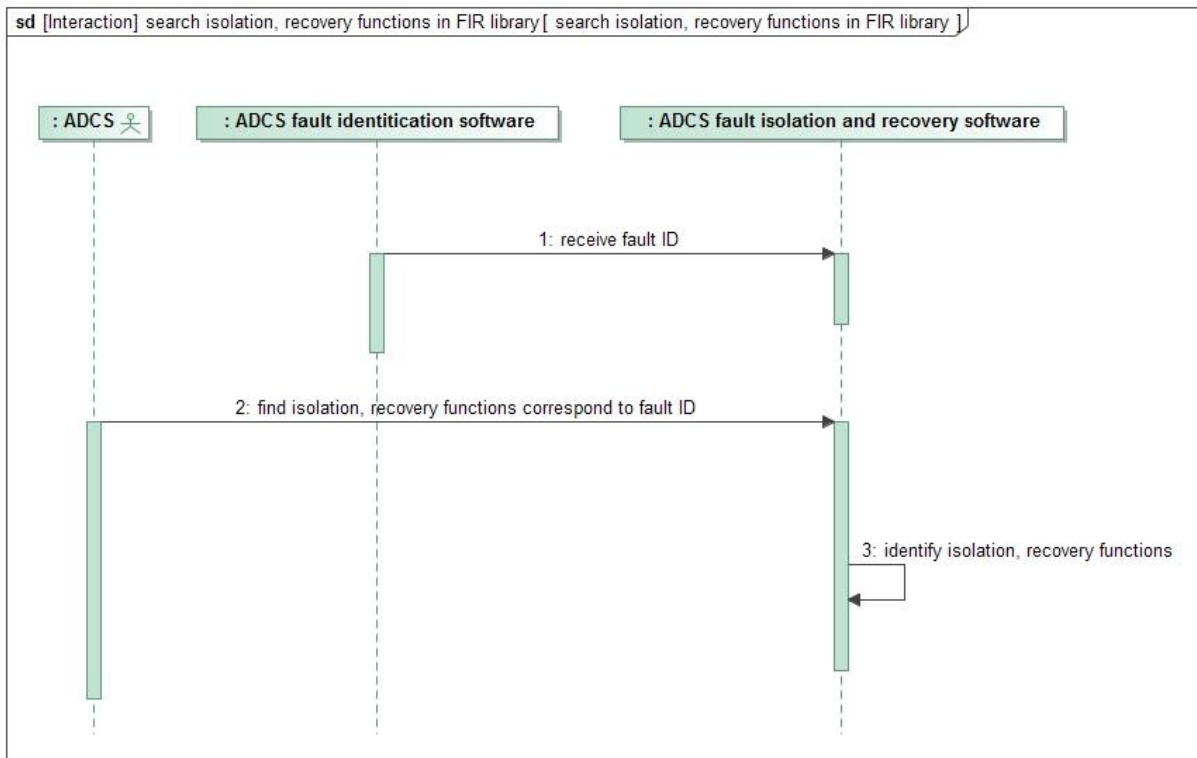 sd [Interaction] search isolation, recovery functions in FIR library[ search isolation, recovery functions in FIR library ]
: ADCS
: ADCS fault identitication software
: ADCS fault isolation and recovery software
1: receive fault ID
2: find isolation, recovery functions correspond to fault ID
3: identify isolation, recovery functions